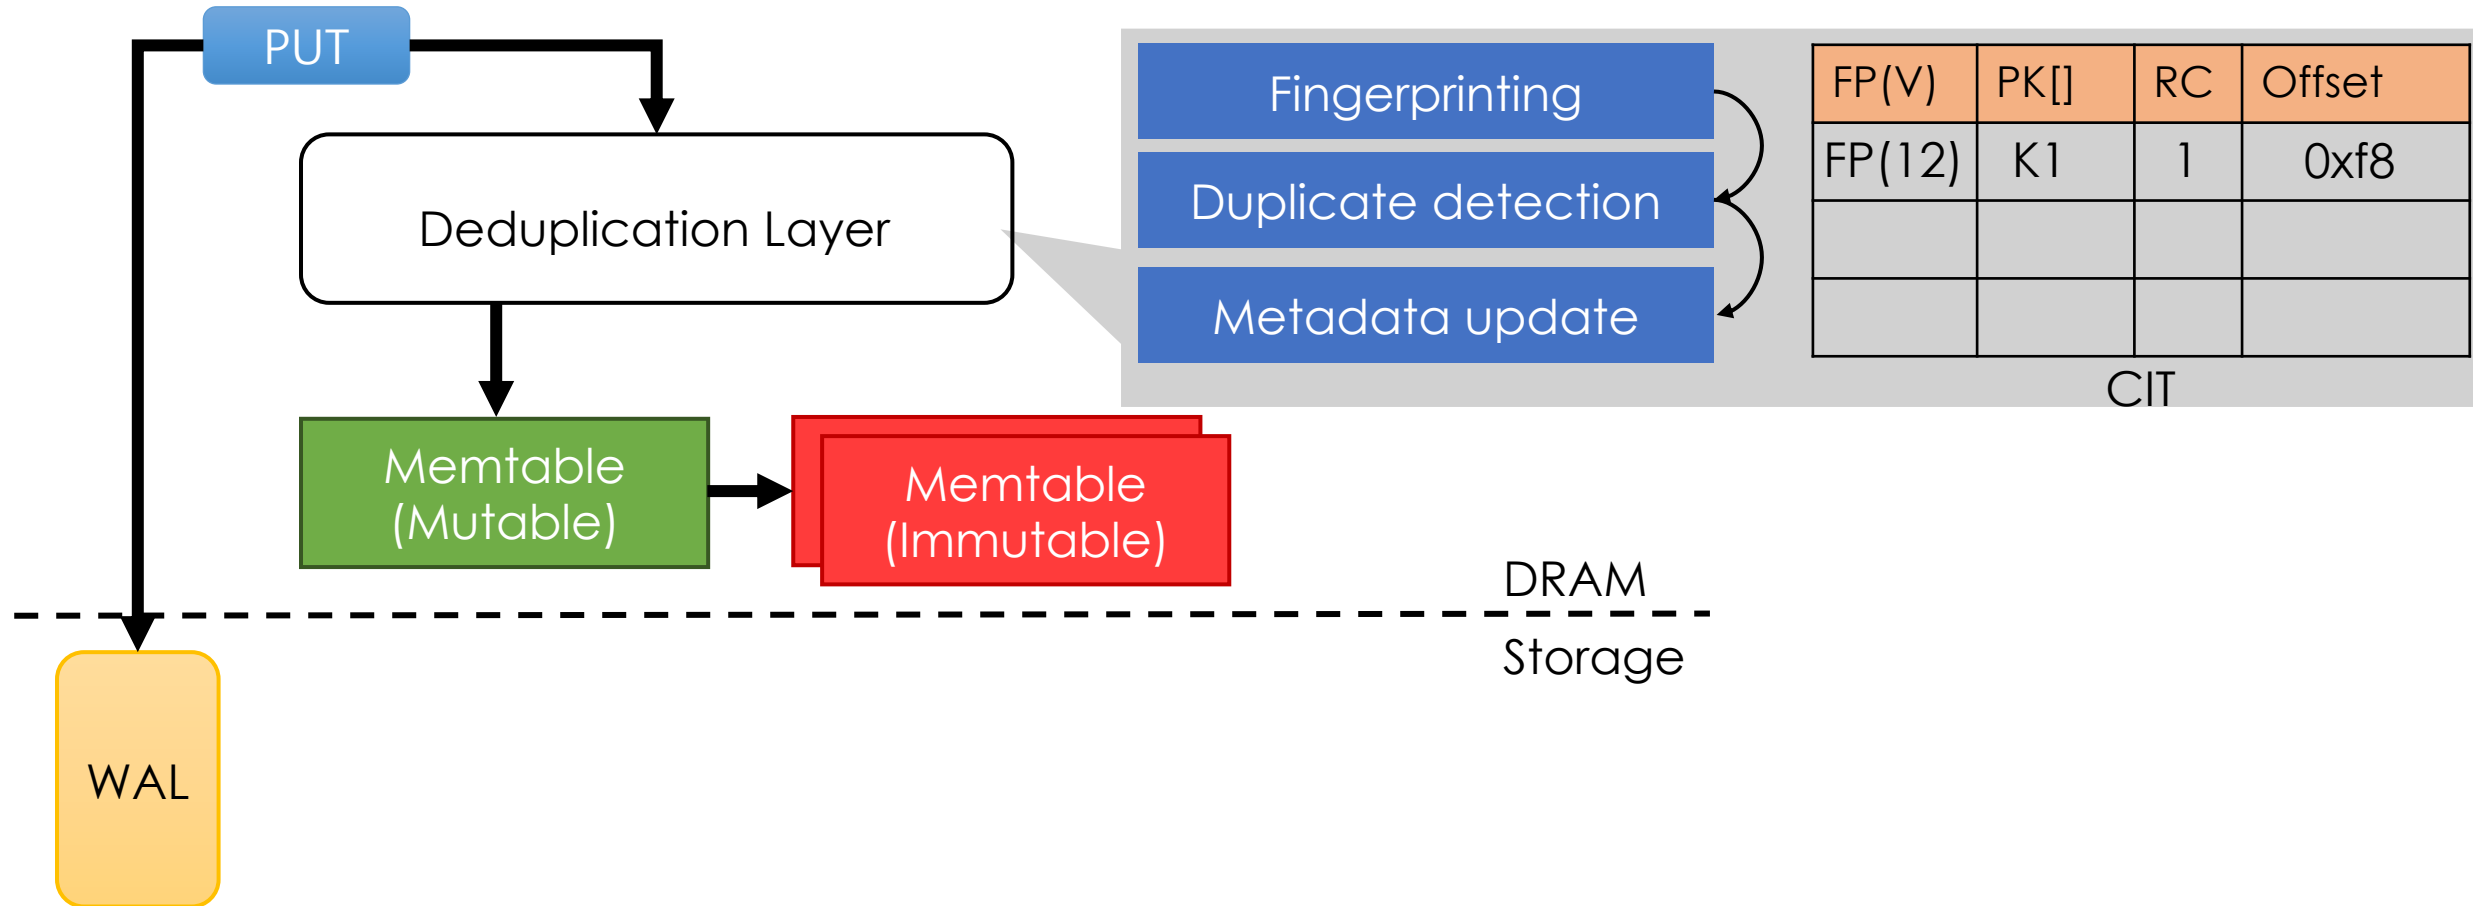 PUT
Deduplication Layer
Fingerprinting
Duplicate detection
Metadata update
FP(V) PK[] RC Offset
FP(12) K1 1 0xf8
CIT
Memtable
(Mutable)
Memtable
(Immutable)
DRAM
Storage
WAL